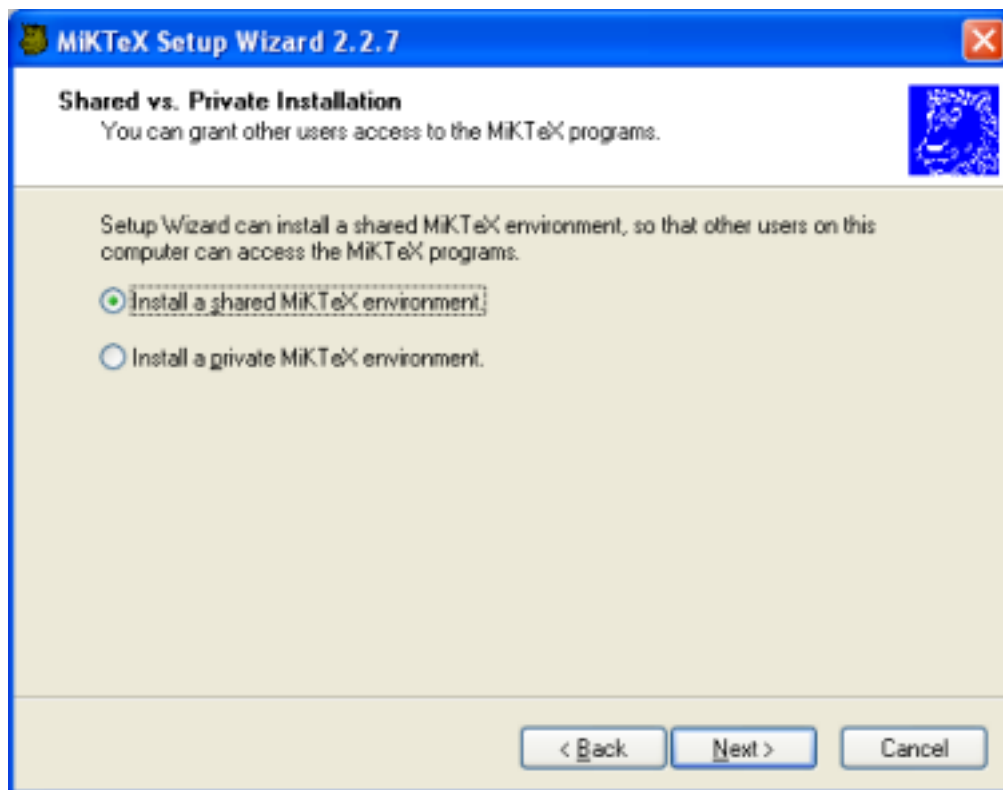 MiKTeX Setup Wizard 2.2.7
Shared vs. Private Installation
You can grant other users access to the MiKTeX programs.
Setup Wizard can install a shared MiKTeX environment, so that other users on this
computer can access the MiKTeX programs.
Install a shared MiKTeX environment.
Install a private MiKTeX environment.
< Back Next > Cancel